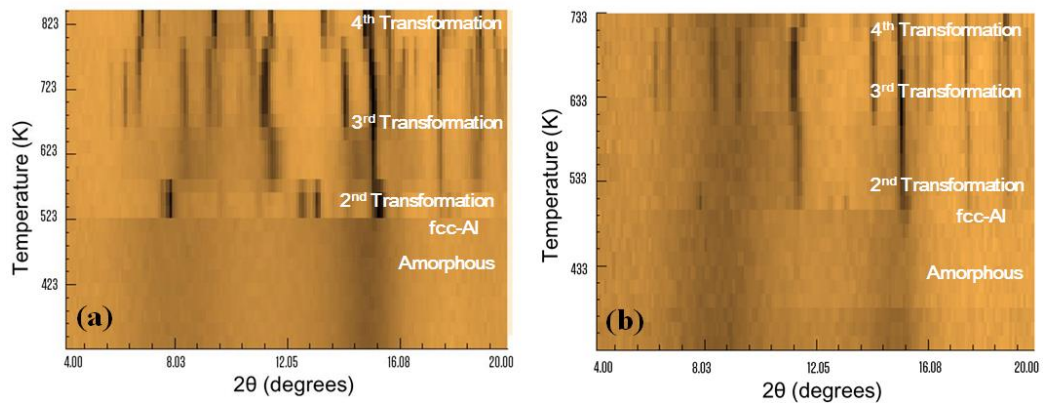 823
723
623
523
423
Temperature (K)
4th Transformation
3rd Transformation
2nd Transformation
fcc-Al
Amorphous
(a)
4.00 8.03 12.05 16.08 20.00
2θ (degrees)
733
633
533
433
Temperature (K)
4th Transformation
3rd Transformation
2nd Transformation
fcc-Al
Amorphous
(b)
4.00 8.03 12.05 16.08 20.00
2θ (degrees)